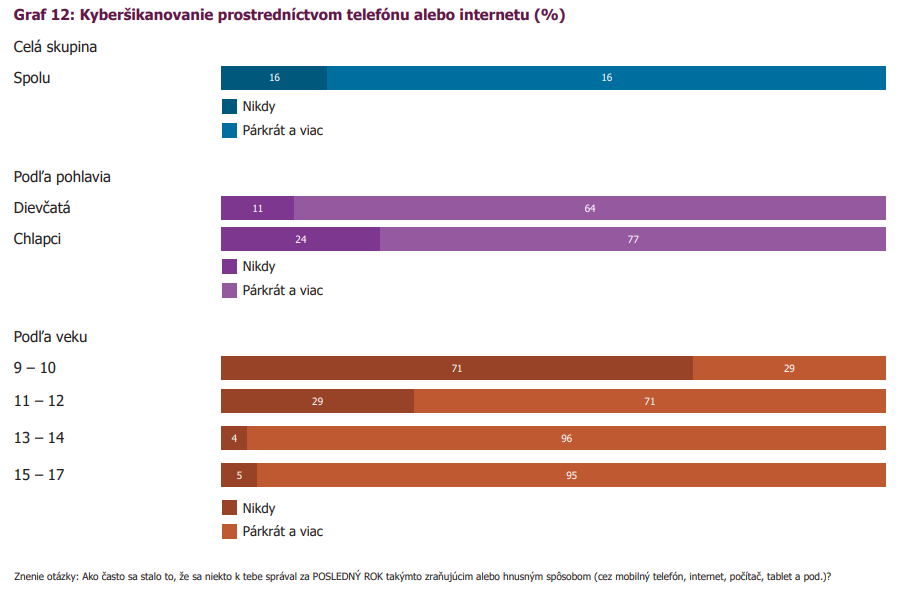 Graf 12: Kyberšikanovanie prostredníctvom telefónu alebo internetu (%)
Celá skupina
Spolu 16 16
Nikdy
Párkrát a viac
Podľa pohlavia
Dievčatá 11 64
Chlapci 24 77
Nikdy
Párkrát a viac
Podľa veku
9 – 10 71 29
11 – 12 29 71
13 – 14 4 96
15 – 17 5 95
Nikdy
Párkrát a viac
Znenie otázky: Ako často sa stalo to, že sa niekto k tebe správal za POSLEDNÝ ROK takýmto zraňujúcim alebo hnusným spôsobom (cez mobilný telefón, internet, počítač, tablet a pod.)?